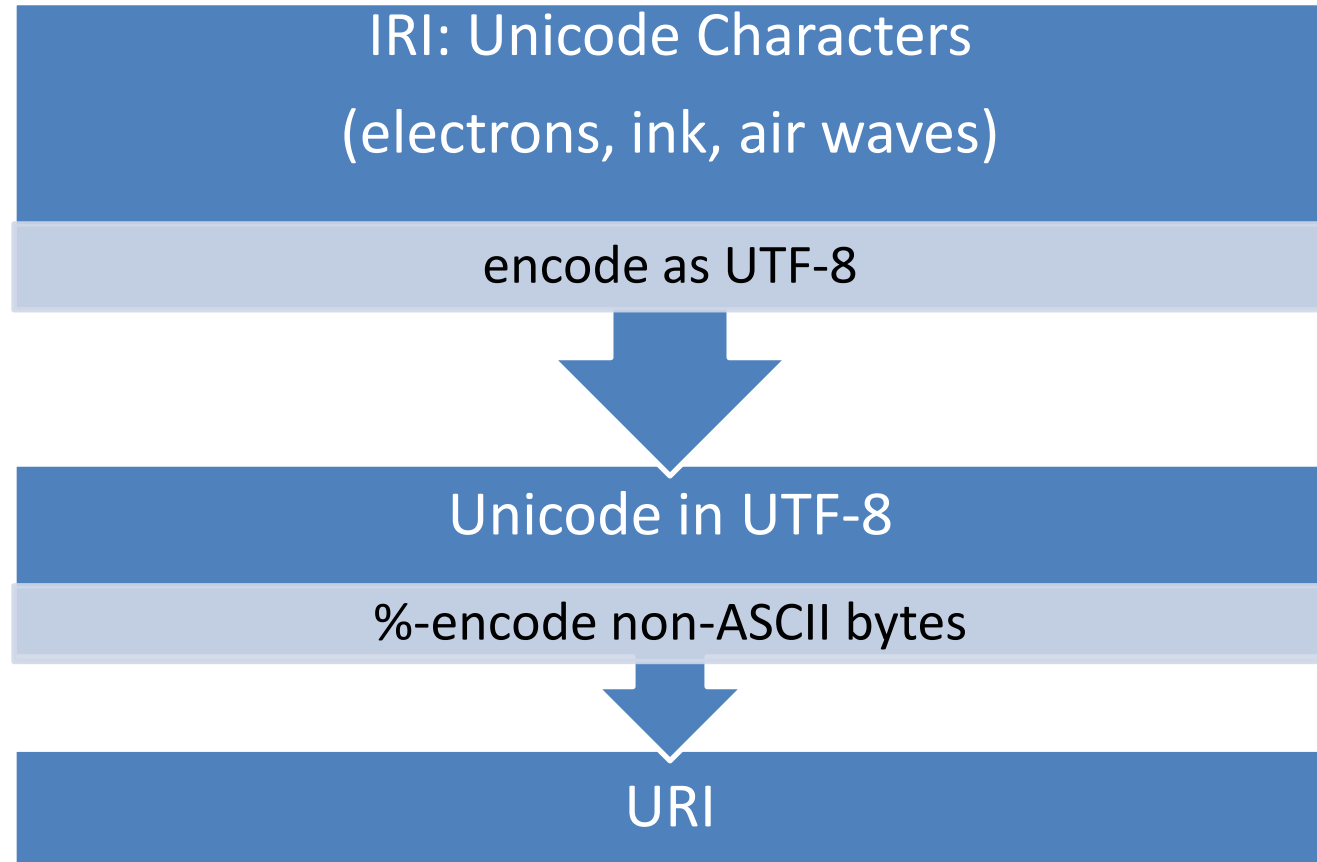 IRI: Unicode Characters
(electrons, ink, air waves)
encode as UTF-8
Unicode in UTF-8
%-encode non-ASCII bytes
URI